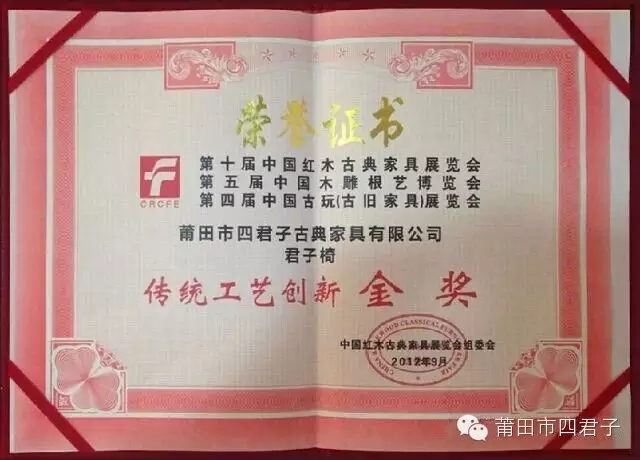 荣誉证书
第十届中国红木古典家具展览会
第五届中国木雕根艺博览会
第四届中国古玩(古旧家具)展览会
CRCFE
莆田市四君子古典家具有限公司
君子椅
传统工艺创新 金奖
中国红木古典家具展览会组委会
2012年9月
莆田市四君子